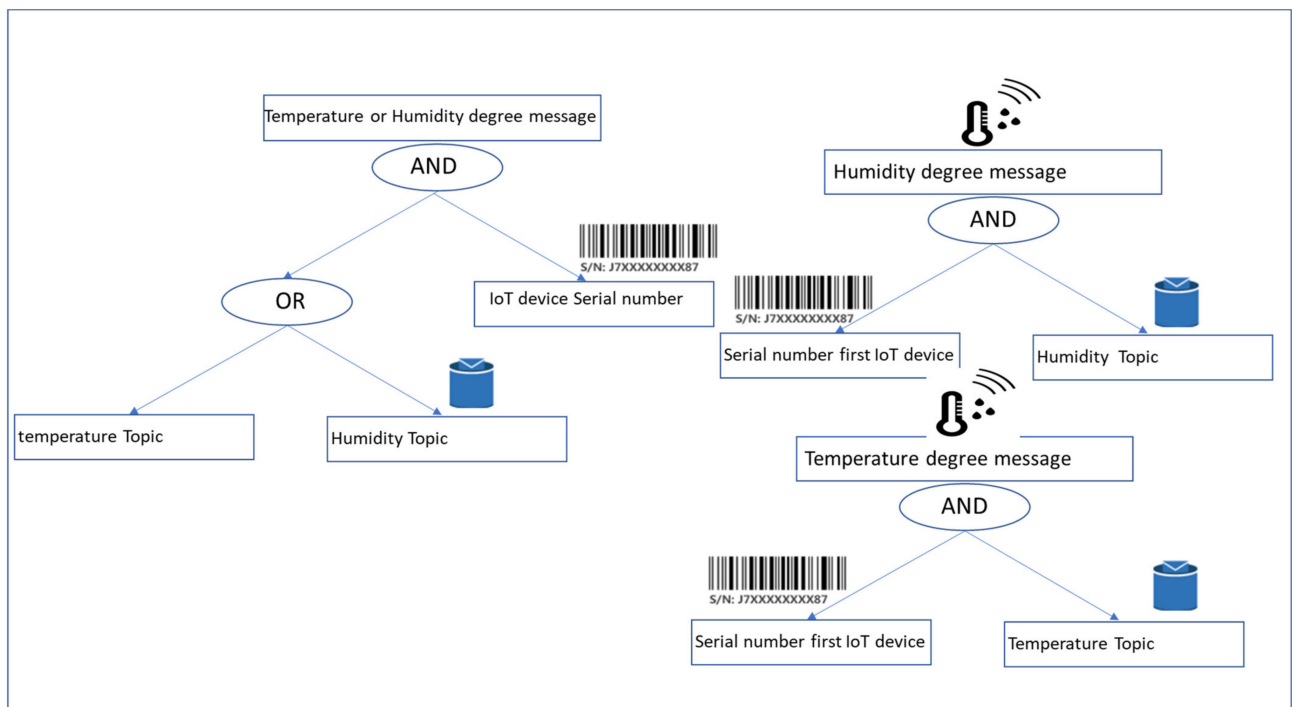 Temperature or Humidity degree message
AND
S/N: J7XXXXXXXX87
IoT device Serial number
OR
temperature Topic
Humidity Topic
Humidity degree message
AND
S/N: J7XXXXXXXX87
Serial number first IoT device
Humidity Topic
Temperature degree message
AND
S/N: J7XXXXXXXX87
Serial number first IoT device
Temperature Topic